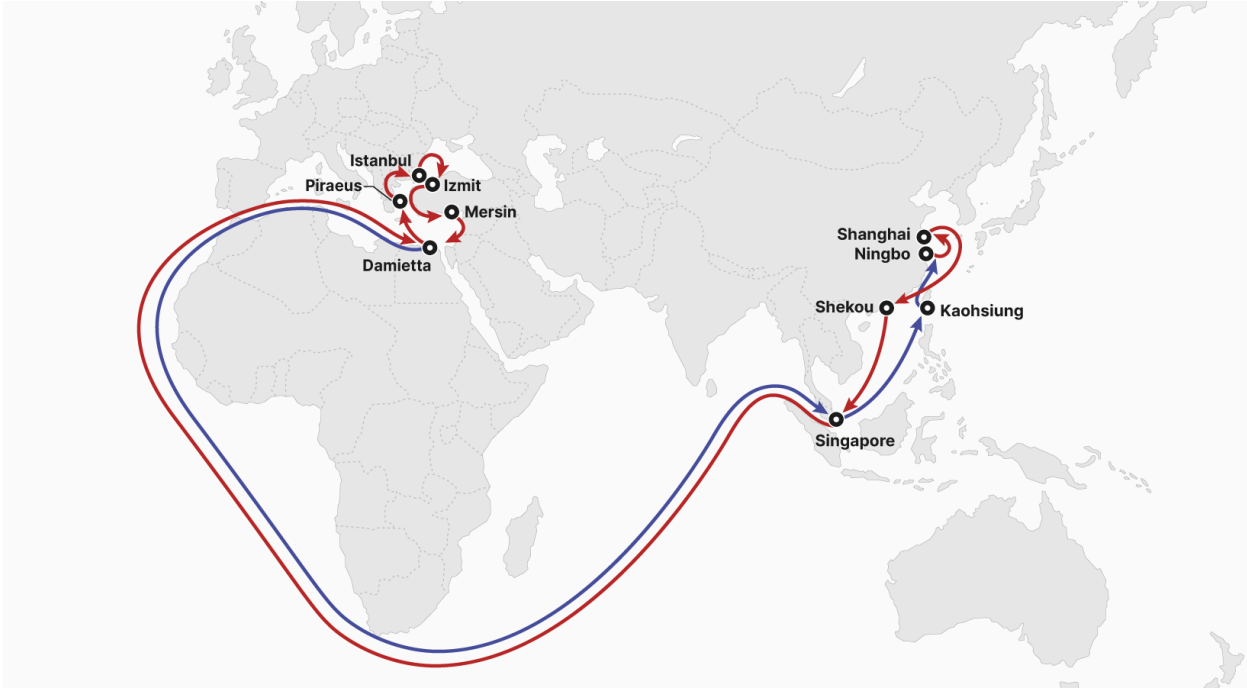 Istanbul
Piraeus
Izmit
Mersin
Damietta
Shanghai
Ningbo
Shekou
Kaohsiung
Singapore